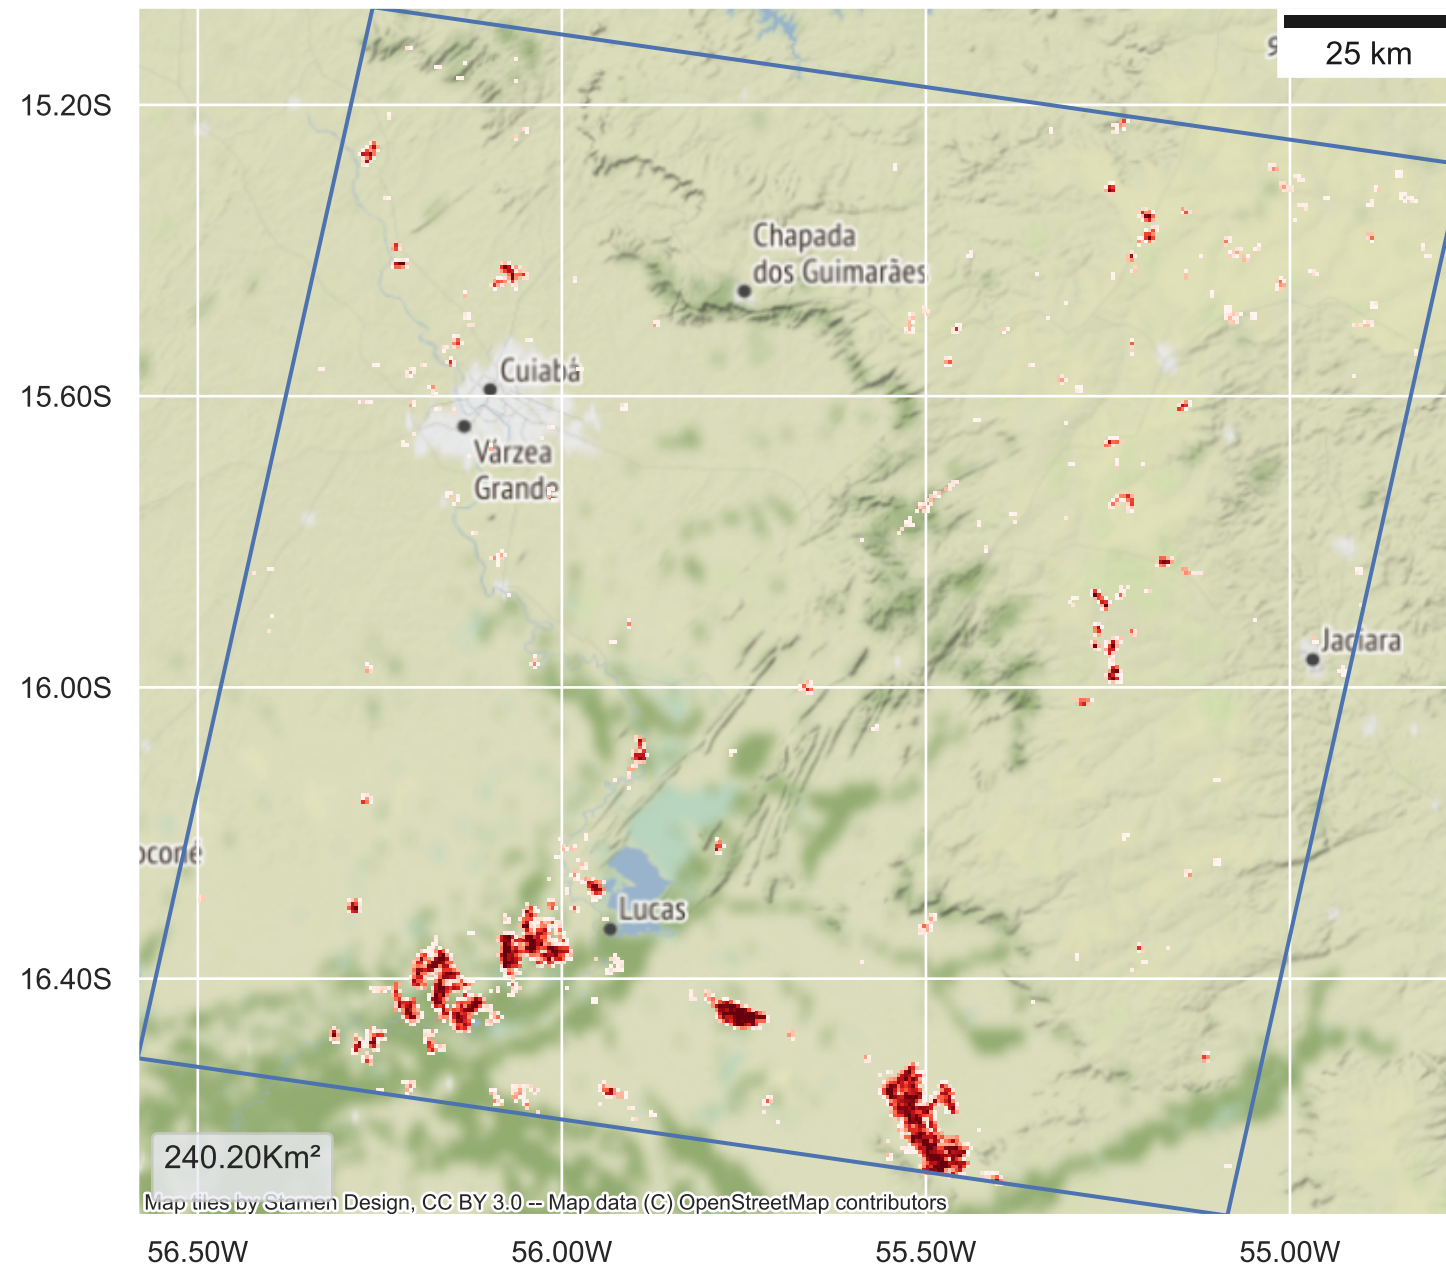 25 km
15.20S
Chapada
dos Guimarães
Cuiabá
15.60S
Várzea
Grande
Jaciara
16.00S
Lucas
16.40S
240.20Km²
Map tiles by Stamen Design, CC BY 3.0 -- Map data (C) OpenStreetMap contributors
56.50W 56.00W 55.50W 55.00W